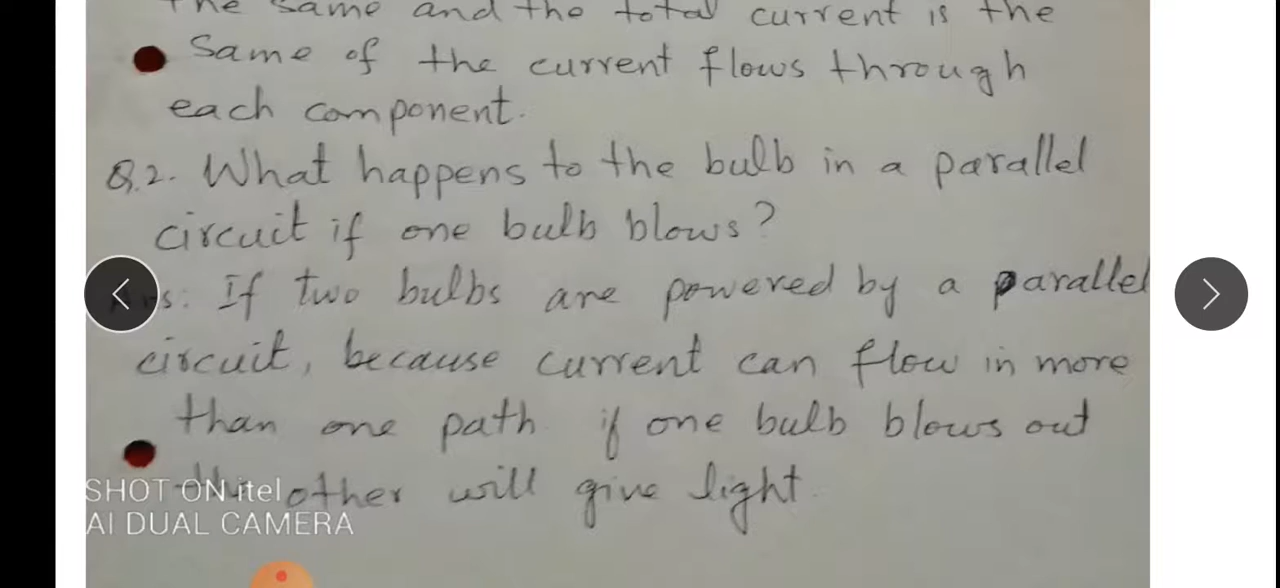 The same and the total current is the
Same of the current flows through
each component.
Q.2. What happens to the bulb in a parallel
circuit if one bulb blows?
Ans: If two bulbs are powered by a parallel
circuit, because current can flow in more
than one path if one bulb blows out
the other will give light.
SHOT ON itel
AI DUAL CAMERA